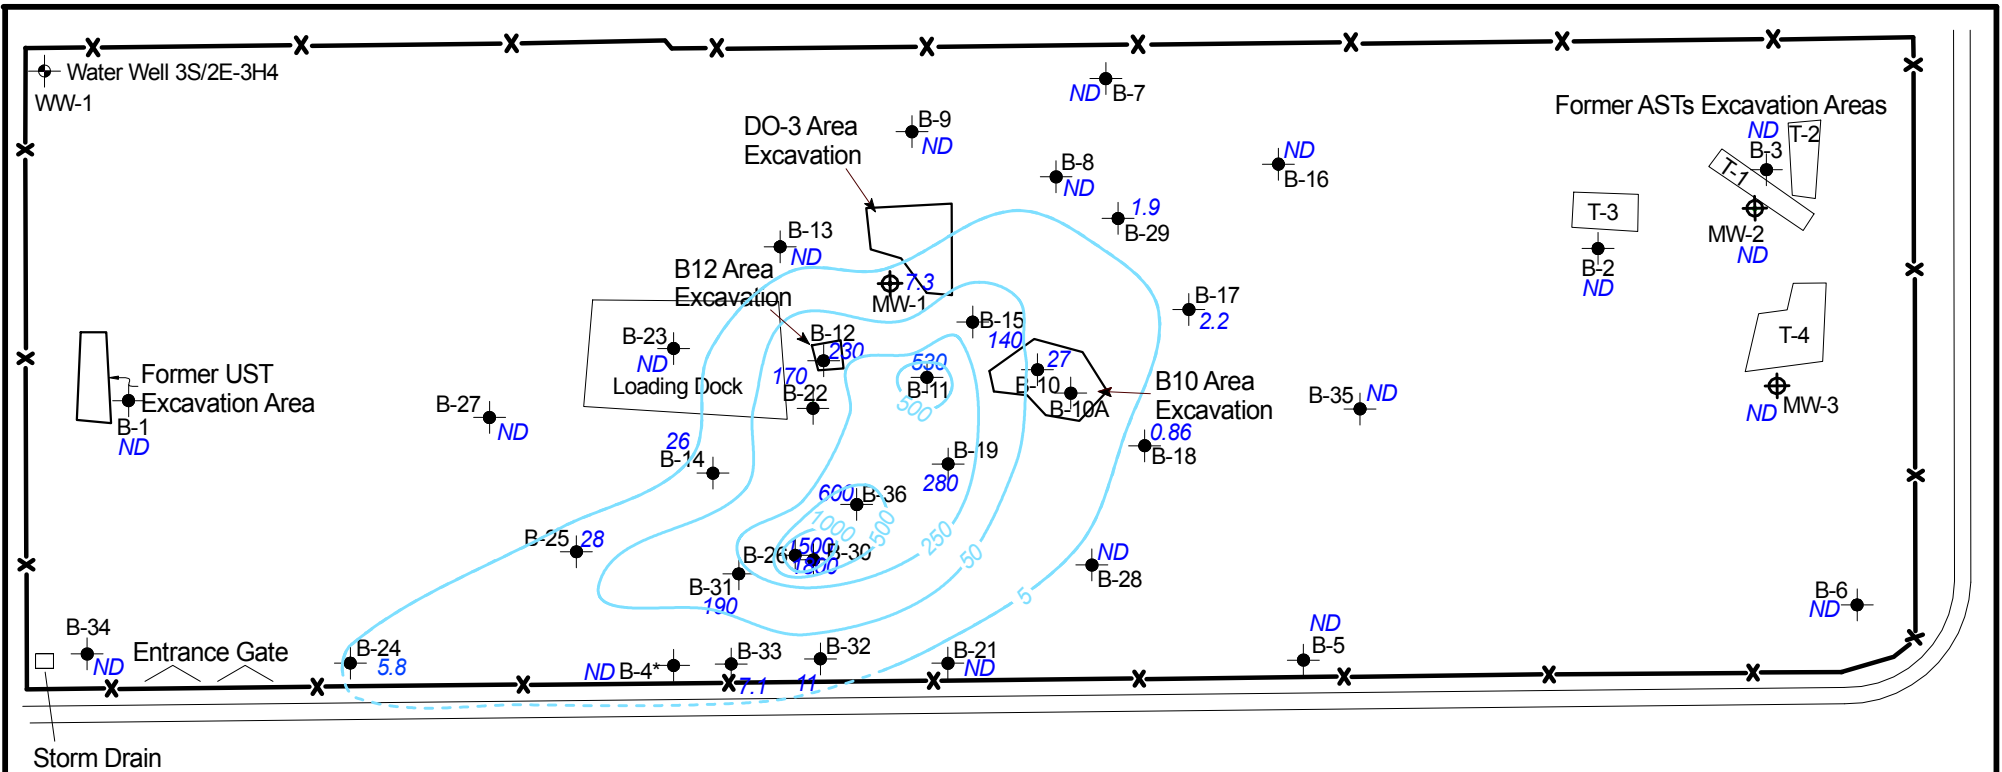 Water Well 3S/2E-3H4
WW-1
ND
B-7
B-9
ND
DO-3 Area
Excavation
B-8
ND
ND
B-16
Former ASTs Excavation Areas
ND
B-3
T-2
T-1
T-3
MW-2
ND
B-2
ND
1.9
B-29
B-13
ND
B12 Area
Excavation
7.3
MW-1
B-17
2.2
B-15
140
T-4
B-23
ND
Loading Dock
B-12
230
170
B-22
530
B-11
500
27
B-10
B-10A
B10 Area
Excavation
B-35
ND
ND
MW-3
Former UST
Excavation Area
B-1
ND
B-27
ND
26
B-14
0.86
B-18
B-19
280
600
B-36
1000
500
250
50
5
B-25
28
B-26
1500
B-30
1800
B-31
190
ND
B-28
B-6
ND
B-34
ND
Entrance Gate
B-24
5.8
ND
B-4*
B-33
7.1
B-32
11
B-21
ND
ND
B-5
Storm Drain